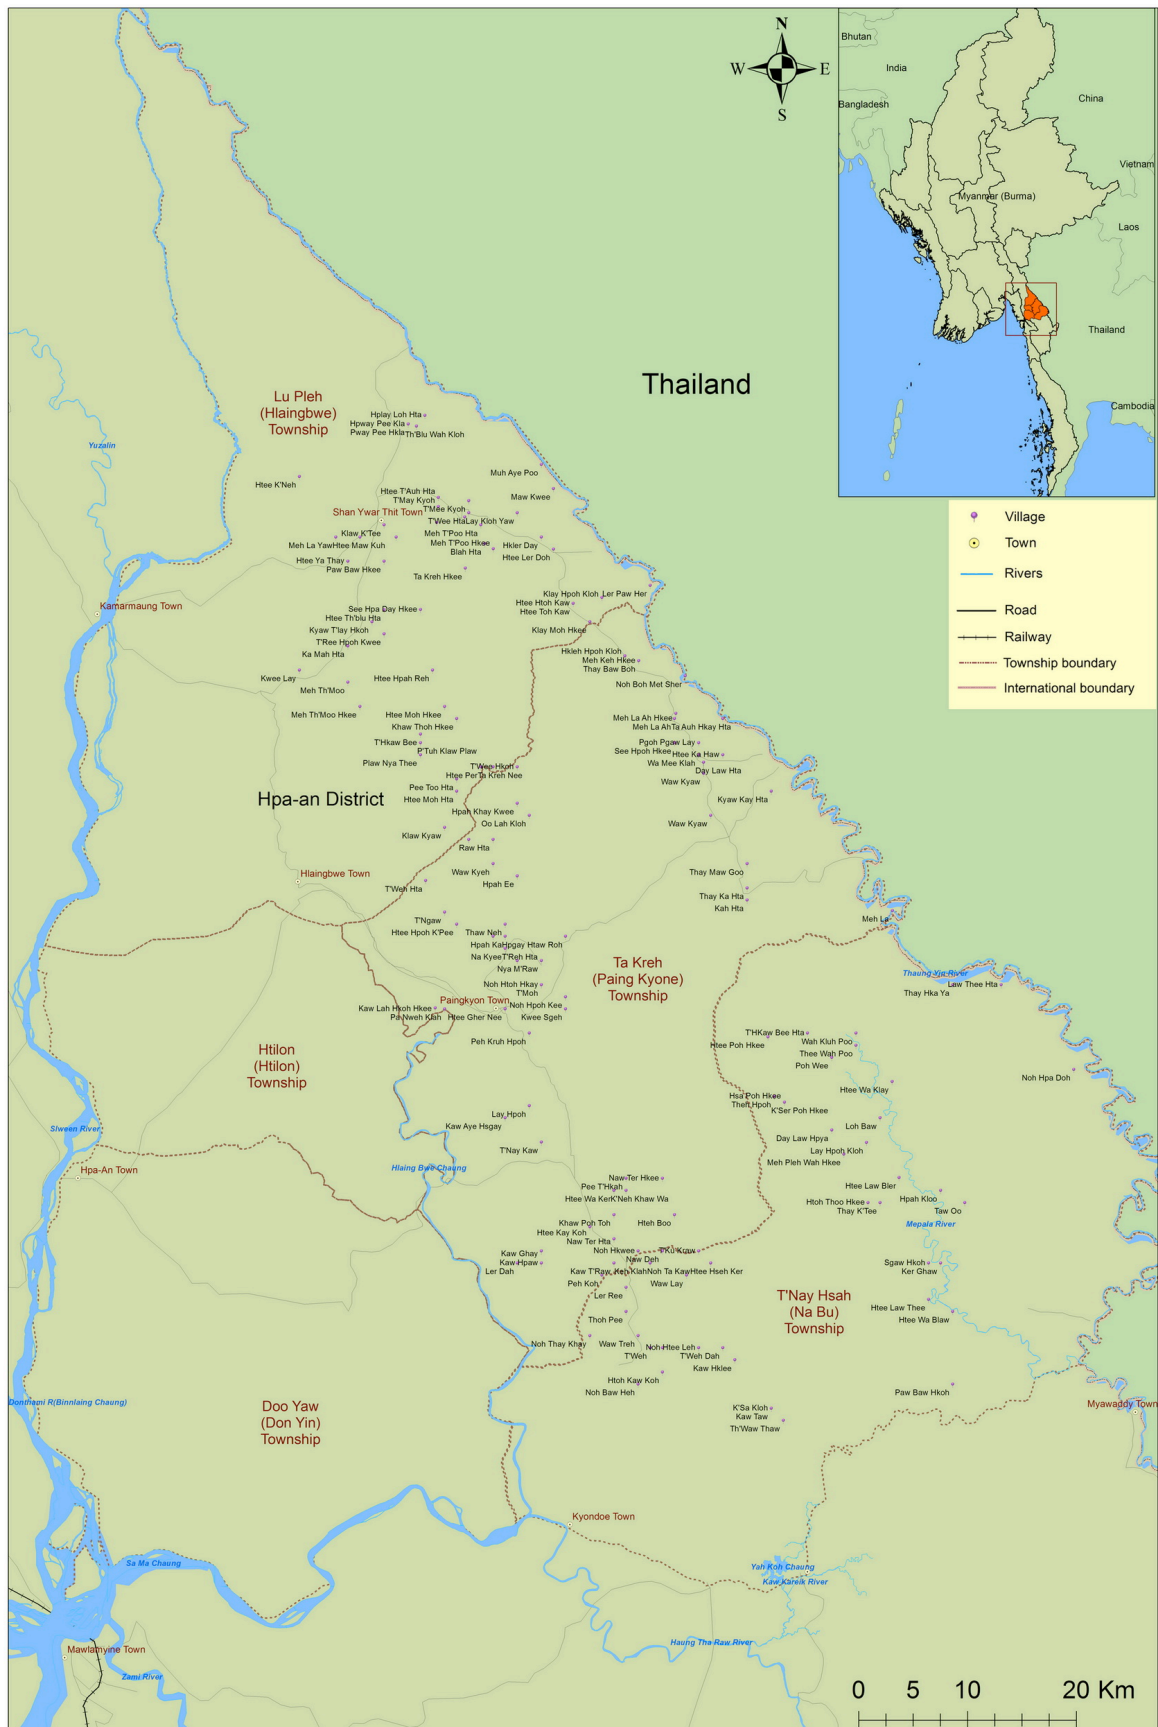 N
W
E
S
Bhutan
India
China
Bangladesh
Vietnam
Myanmar (Burma)
Laos
Thailand
Cambodia
Village
Town
Rivers
Road
Railway
Township boundary
International boundary
Thailand
Lu Pleh
(Hlaingbwe)
Township
Yuzalin
Hplay Loh Hta
Hpway Pee Kla
Pway Pee Hkla
Th'Blu Wah Kloh
Muh Aye Poo
Htee K'Neh
Maw Kwee
Htee T'Auh Hta
T'May Kyoh
T'Mee Kyoh
Shan Ywar Thit Town
T'Wee Hta
Lay Kloh Yaw
Klaw K'Tee
Meh T'Poo Hta
Meh La Yaw
Htee Maw Kuh
Meh T'Poo Hkee
Hkler Day
Blah Hta
Htee Ler Doh
Htee Ya Thay
Paw Baw Hkee
Ta Kreh Hkee
Kamarmaung Town
Klay Hpoh Kloh
Ler Paw Her
Htee Htoh Kaw
Htee Toh Kaw
See Hpa Day Hkee
Htee Th'blu Hta
Kyaw T'lay Hkoh
Klay Moh Hkee
T'Ree Hpoh Kwee
Ka Mah Hta
Hkleh Hpoh Kloh
Meh Keh Hkee
Thay Baw Boh
Kwee Lay
Htee Hpah Reh
Noh Boh Met Sher
Meh Th'Moo
Meh Th'Moo Hkee
Htee Moh Hkee
Khaw Thoh Hkee
Meh La Ah Hkee
Meh La Ah
Ta Auh Hkay Hta
T'Hkaw Bee
P'Tuh Klaw Plaw
Plaw Nya Thee
Pgoh Pgaw Lay
See Hpoh Hkee
Htee Ka Haw
Wa Mee Klah
Day Law Hta
Waw Kyaw
T'Wee Hkoh
Htee Per
Ta Kreh Nee
Pee Too Hta
Htee Moh Hta
Hpa-an District
Kyaw Kay Hta
Hpah Khay Kwee
Oo Lah Kloh
Waw Kyaw
Klaw Kyaw
Raw Hta
Hlaingbwe Town
Waw Kyeh
Hpah Ee
Thay Maw Goo
T'Weh Hta
Thay Ka Hta
Kah Hta
T'Ngaw
Htee Hpoh K'Pee
Thaw Neh
Meh La
Hpah Ka
Hpgay Htaw Roh
Na Kyee
T'Reh Hta
Nya M'Raw
Ta Kreh
(Paing Kyone)
Township
Thaung Yin River
Law Thee Hta
Thay Hka Ya
Noh Htoh Hkay
T'Moh
Paingkyon Town
Kaw Lah Hkoh Hkee
Noh Hpoh Kee
Pa Nweh Klah
Htee Gher Nee
Kwee Sgeh
Peh Kruh Hpoh
T'HKaw Bee Hta
Htee Poh Hkee
Wah Kluh Poo
Thee Wah Poo
Poh Wee
Htilon
(Htilon)
Township
Noh Hpa Doh
Htee Wa Klay
Hsa Poh Hkee
Theft Hpoh
K'Ser Poh Hkee
Lay Hpoh
Kaw Aye Hsgay
Loh Baw
Slween River
Day Law Hpya
Lay Hpoh Kloh
Meh Pleh Wah Hkee
T'Nay Kaw
Hpa-An Town
Hlaing Bwe Chaung
Naw Ter Hkee
Pee T'Hkah
Htee Wa Ker
K'Neh Khaw Wa
Htee Law Bler
Hpah Kloo
Htoh Thoo Hkee
Thay K'Tee
Taw Oo
Mepala River
Khaw Poh Toh
Hteh Boo
Htee Kay Koh
Naw Ter Hta
Kaw Ghay
Noh Hkwee
T'Ku Kraw
Naw Deh
Kaw Hpaw
Ler Dah
Kaw T'Raw
Keh Klah
Noh Ta Kaw
Htee Hseh Ker
Peh Koh
Waw Lay
Sgaw Hkoh
Ker Ghaw
Ler Ree
T'Nay Hsah
(Na Bu)
Township
Htee Law Thee
Htee Wa Blaw
Thoh Pee
Noh Thay Khay
Waw Treh
T'Weh
Noh Htee Leh
T'Weh Dah
Kaw Hklee
Htoh Kaw Koh
Noh Baw Heh
Paw Baw Hkoh
Myawaddy Town
Donthami R(Binnlaing Chaung)
Doo Yaw
(Don Yin)
Township
K'Sa Kloh
Kaw Taw
Th'Waw Thaw
Kyondoe Town
Sa Ma Chaung
Yah Koh Chaung
Kaw Kareik River
Mawlamyine Town
Haung Tha Raw River
Zami River
0 5 10 20 Km